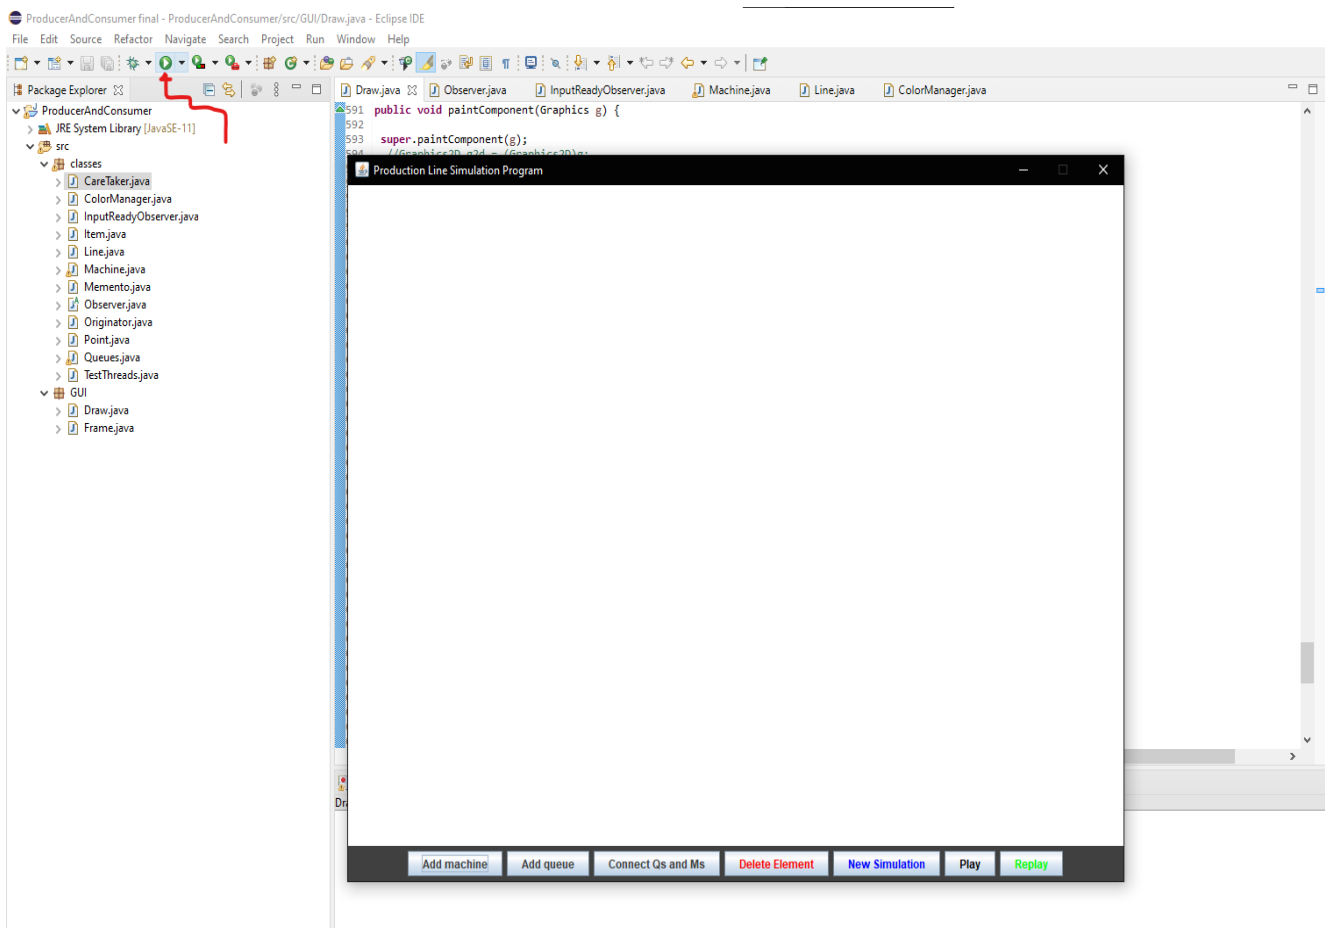 ProducerAndConsumer final - ProducerAndConsumer/src/GUI/Draw.java - Eclipse IDE
File Edit Source Refactor Navigate Search Project Run Window Help
Package Explorer
Draw.java Observer.java InputReadyObserver.java Machine.java Line.java ColorManager.java
ProducerAndConsumer
JRE System Library [JavaSE-11]
src
classes
CareTaker.java
ColorManager.java
InputReadyObserver.java
Item.java
Line.java
Machine.java
Memento.java
Observer.java
Originator.java
Point.java
Queues.java
TestThreads.java
GUI
Draw.java
Frame.java
591 public void paintComponent(Graphics g) {
592
593 super.paintComponent(g);
594 //Graphics2D g2d = (Graphics2D)g;
Production Line Simulation Program
Add machine Add queue Connect Qs and Ms Delete Element New Simulation Play Replay